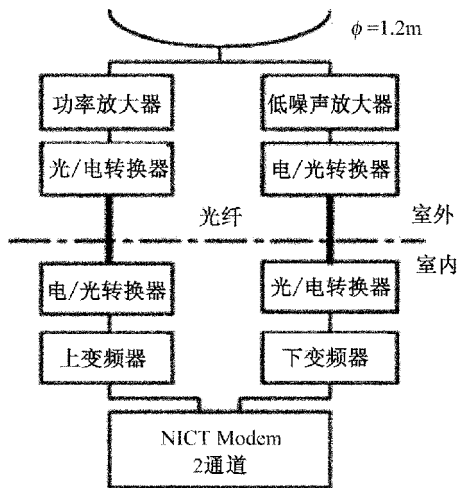 ϕ=1.2m
功率放大器
低噪声放大器
光/电转换器
电/光转换器
光纤
室外
室内
电/光转换器
光/电转换器
上变频器
下变频器
NICT Modem
2通道